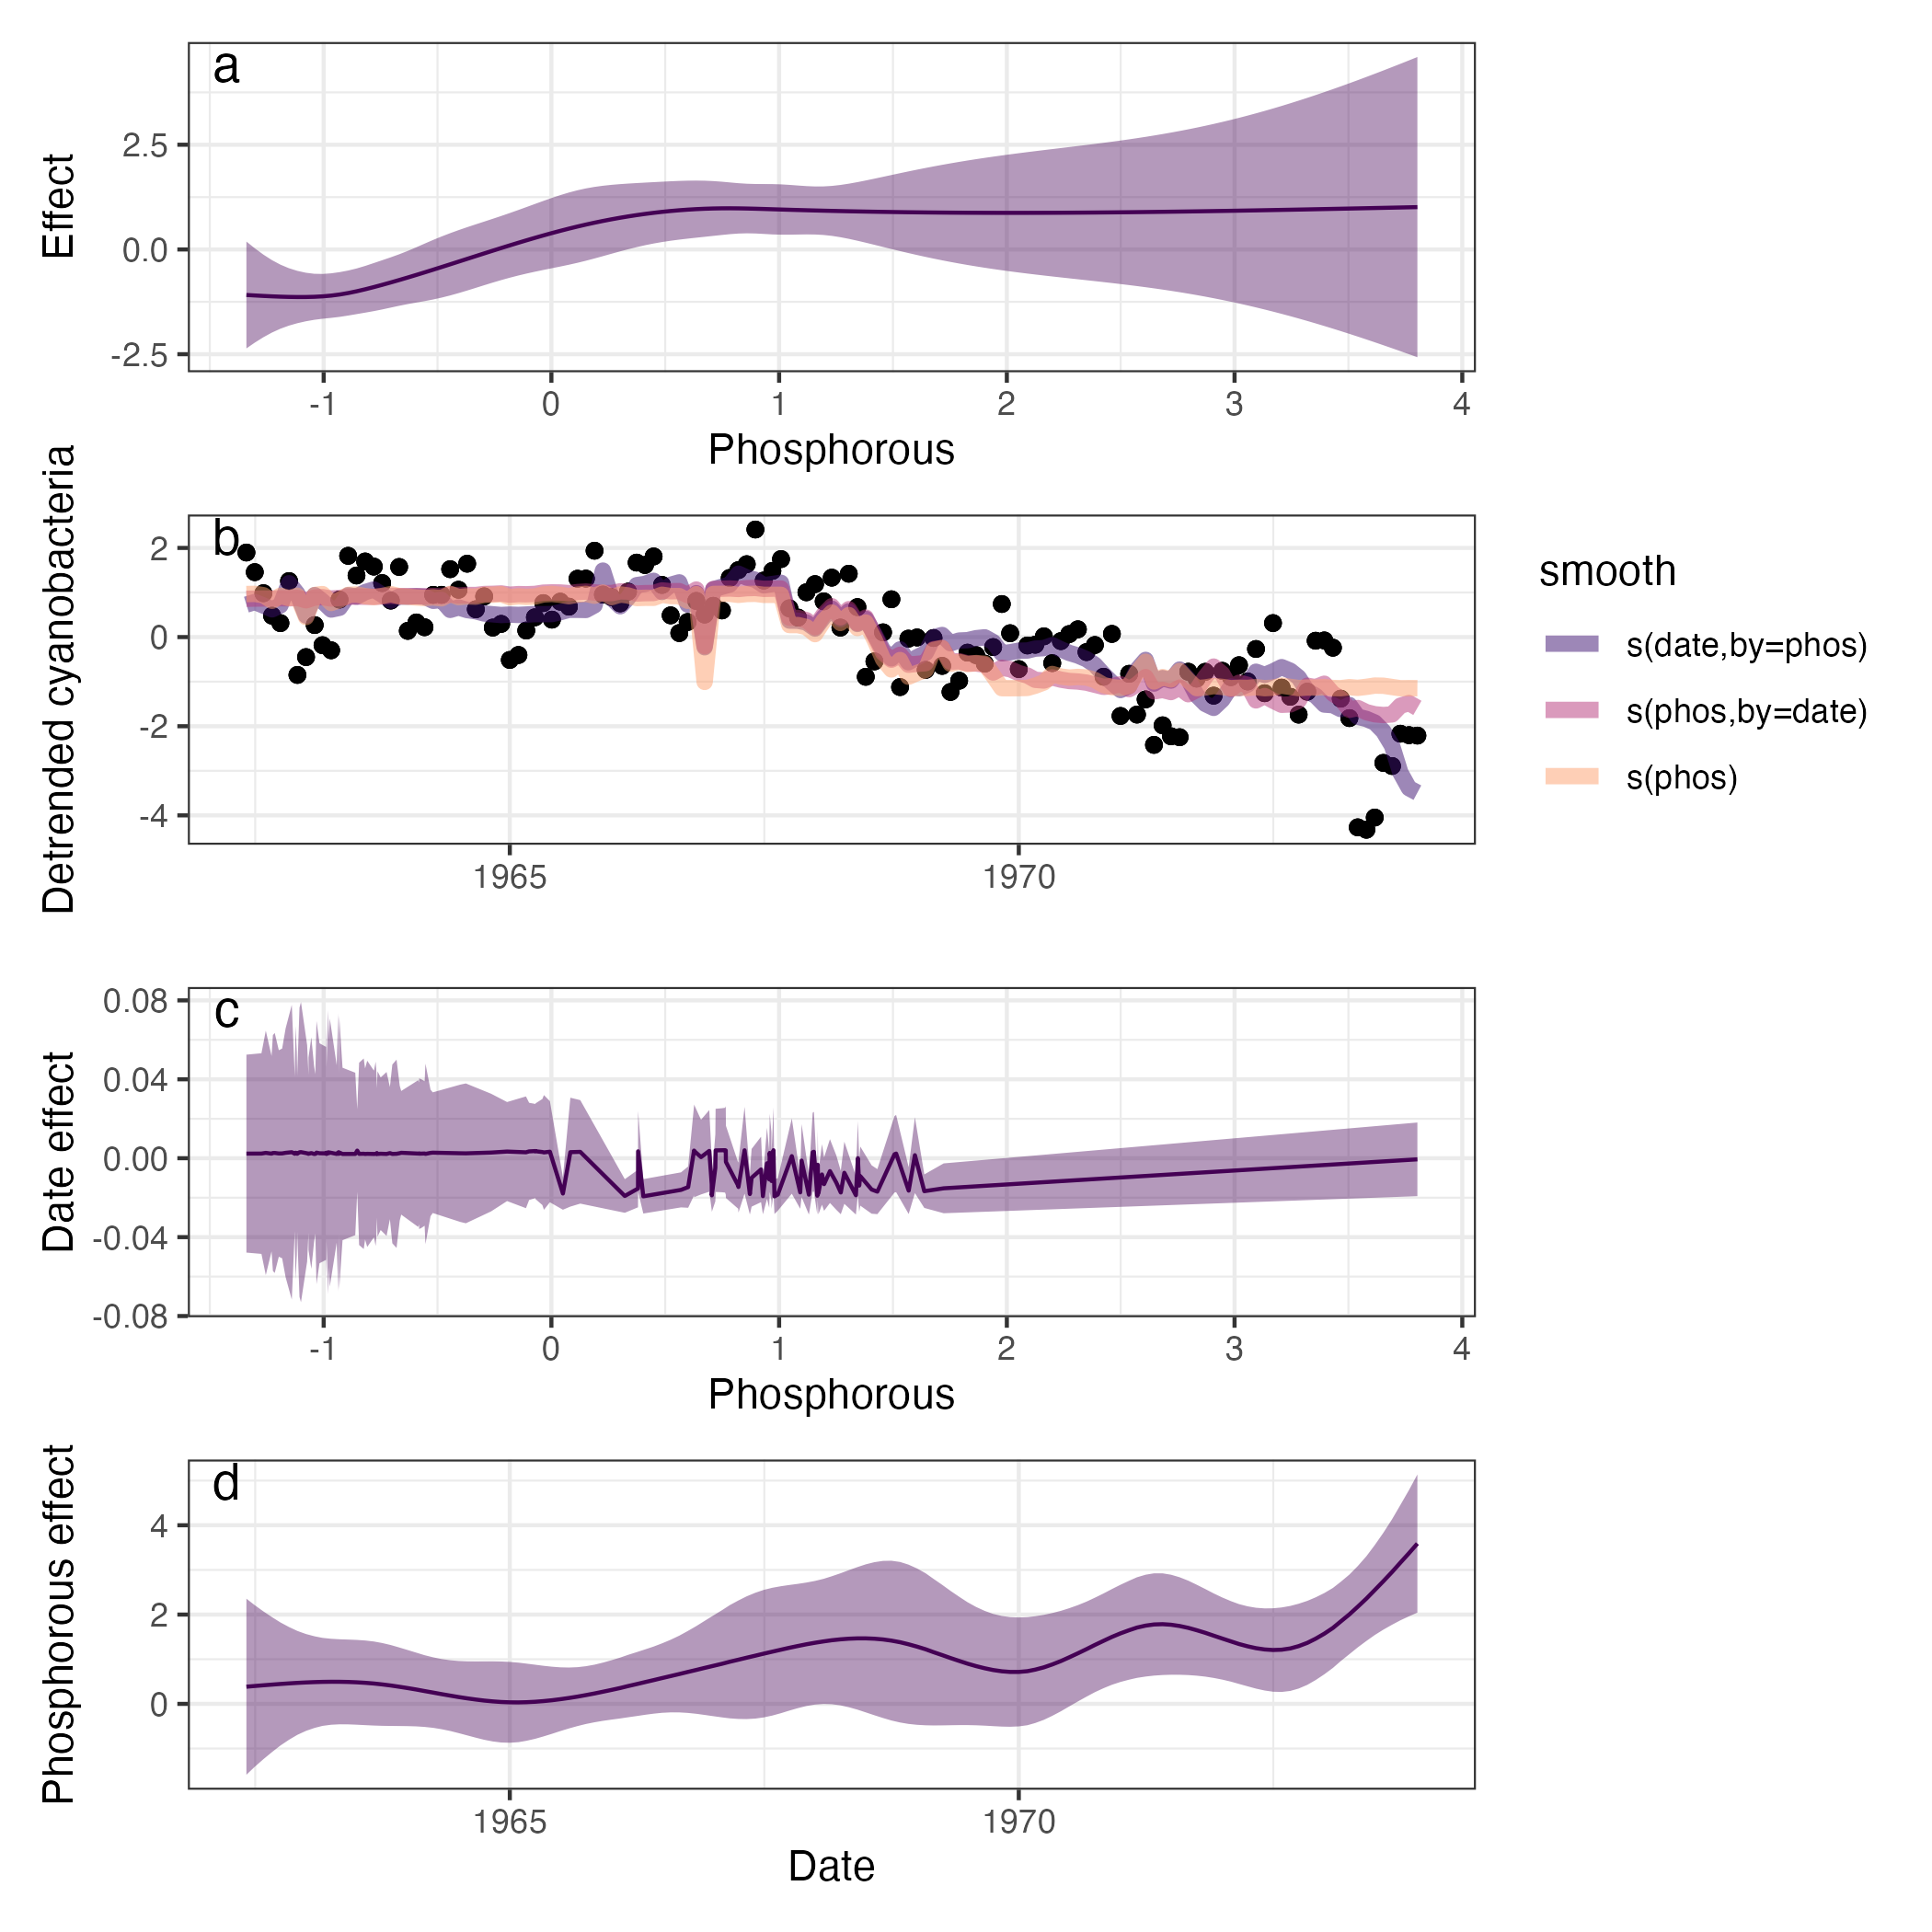 a
Effect
2.5
0.0
-2.5
-1 0 1 2 3 4
Phosphorous
b
Detrended cyanobacteria
2
0
-2
-4
1965 1970
smooth
s(date,by=phos)
s(phos,by=date)
s(phos)
c
Date effect
0.08
0.04
0.00
-0.04
-0.08
-1 0 1 2 3 4
Phosphorous
d
Phosphorous effect
4
2
0
1965 1970
Date